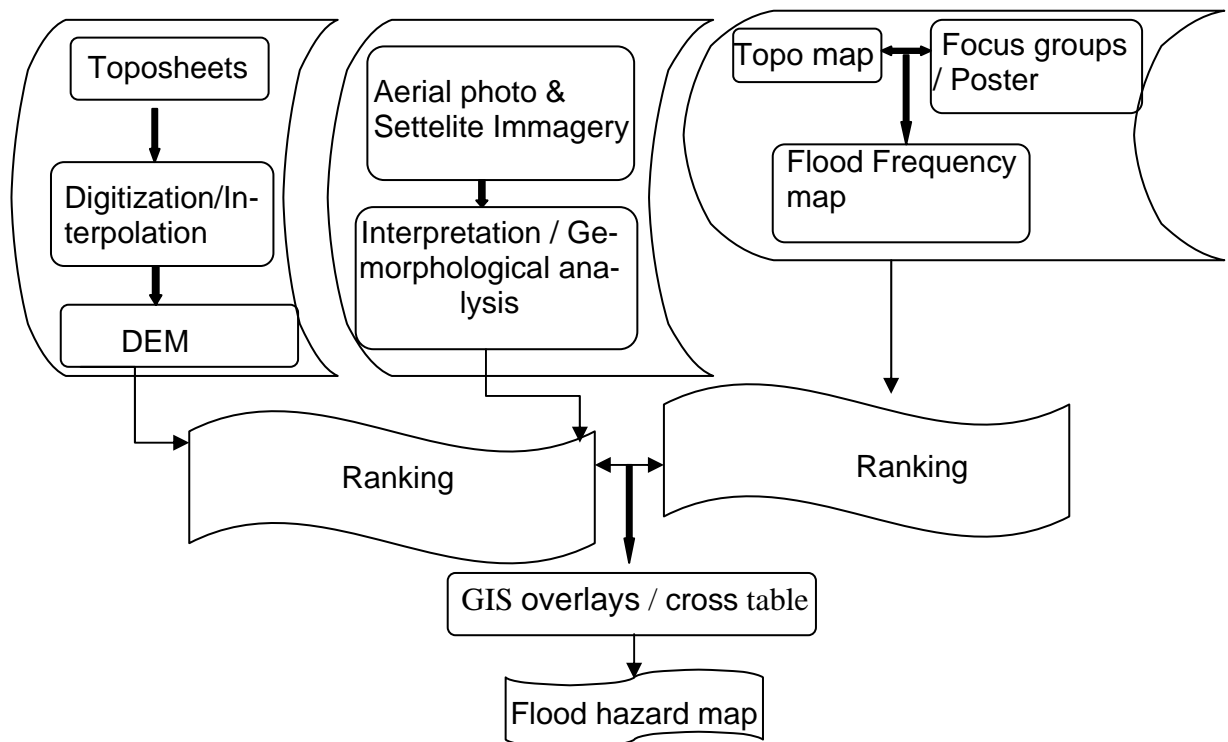 Toposheets
Digitization/In-
terpolation
DEM
Aerial photo &
Settelite Immagery
Interpretation / Ge-
morphological ana-
lysis
Topo map
Focus groups
/ Poster
Flood Frequency
map
Ranking
Ranking
GIS overlays / cross table
Flood hazard map